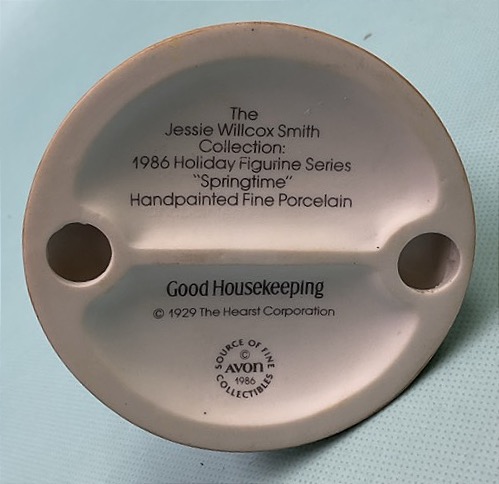 The
Jessie Willcox Smith
Collection:
1986 Holiday Figurine Series
"Springtime"
Handpainted Fine Porcelain
Good Housekeeping
© 1929 The Hearst Corporation
SOURCE OF FINE
©
AVON
1986
COLLECTIBLES